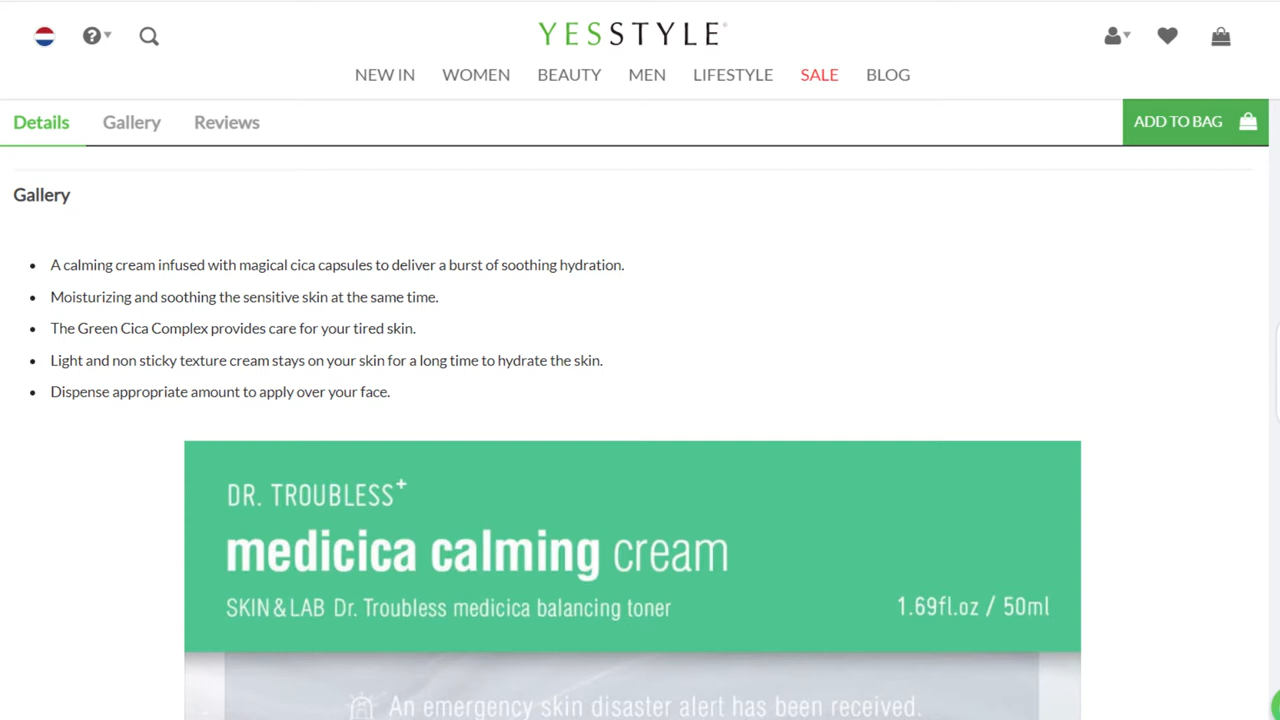 YESSTYLE
NEW IN WOMEN BEAUTY MEN LIFESTYLE SALE BLOG
Details Gallery Reviews ADD TO BAG
Gallery
• A calming cream infused with magical cica capsules to deliver a burst of soothing hydration.
• Moisturizing and soothing the sensitive skin at the same time.
• The Green Cica Complex provides care for your tired skin.
• Light and non sticky texture cream stays on your skin for a long time to hydrate the skin.
• Dispense appropriate amount to apply over your face.
DR. TROUBLESS+
medicica calming cream
SKIN & LAB Dr. Troubless medicica balancing toner 1.69fl.oz / 50ml
An emergency skin disaster alert has been received.